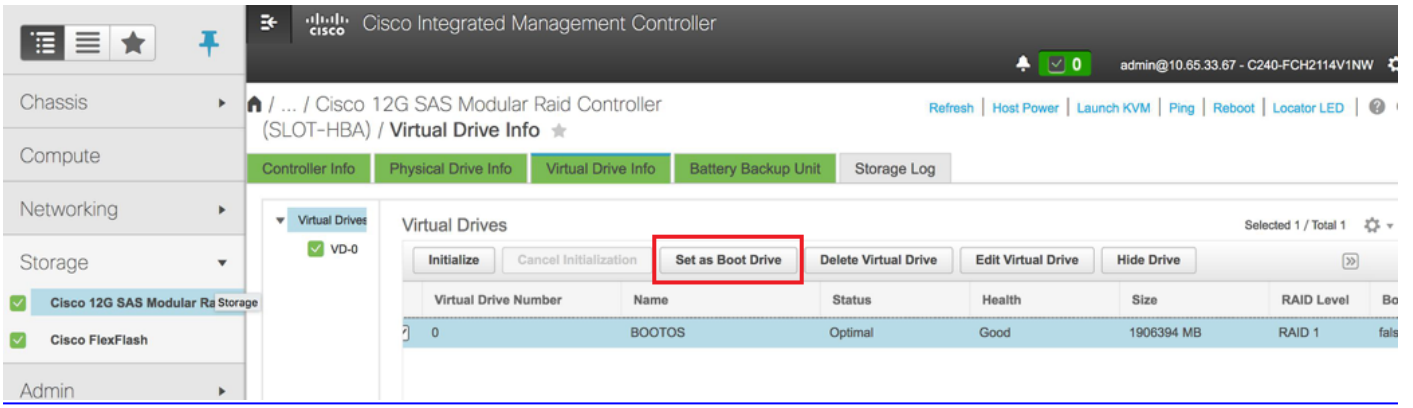 cisco Cisco Integrated Management Controller
0 admin@10.65.33.67 - C240-FCH2114V1NW
Chassis
Compute
Networking
Storage
Cisco 12G SAS Modular Ra
Storage
Cisco FlexFlash
Admin
/ ... / Cisco 12G SAS Modular Raid Controller
(SLOT-HBA) / Virtual Drive Info ★
Refresh | Host Power | Launch KVM | Ping | Reboot | Locator LED | ?
Controller Info Physical Drive Info Virtual Drive Info Battery Backup Unit Storage Log
Virtual Drives
VD-0
Virtual Drives Selected 1 / Total 1
Initialize Cancel Initialization Set as Boot Drive Delete Virtual Drive Edit Virtual Drive Hide Drive
Virtual Drive Number Name Status Health Size RAID Level Bo
0 BOOTOS Optimal Good 1906394 MB RAID 1 fals